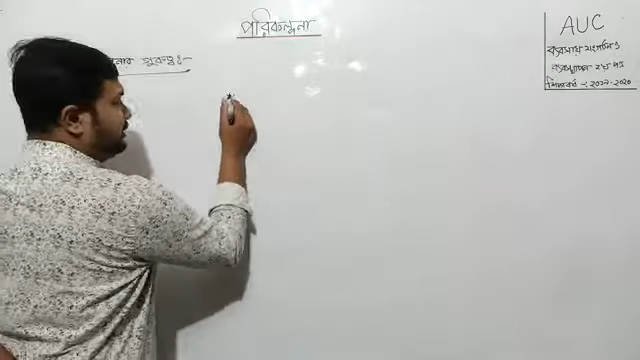 পরিকল্পনা
গুরুত্ব :-
AUC
ব্যবসায় সংগঠন ও
ব্যবস্থাপনা ২য় পত্র
শিক্ষাবর্ষ -: ২০১৯-২০২০